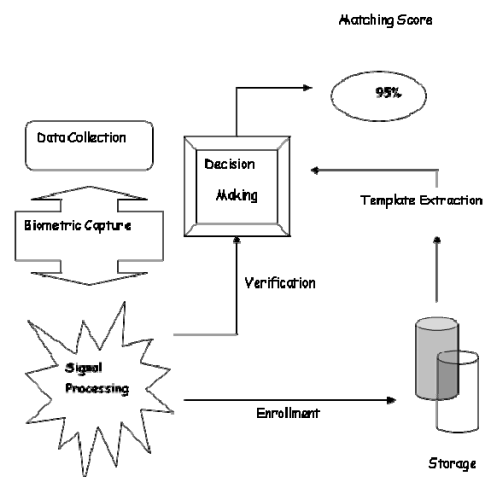 Matching Score
95%
Data Collection
Decision
Making
Template Extraction
Biometric Capture
Verification
Signal
Processing
Enrollment
Storage